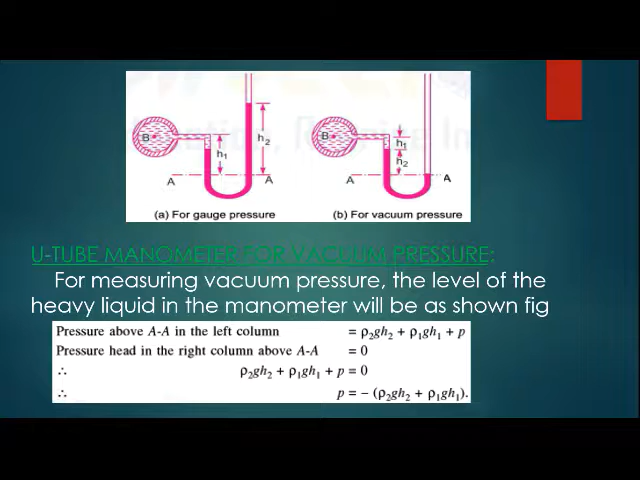 B
h₁
h₂
A
A
(a) For gauge pressure
B
h₁
h₂
A
A
(b) For vacuum pressure
U-TUBE MANOMETER FOR VACUUM PRESSURE:
For measuring vacuum pressure, the level of the
heavy liquid in the manometer will be as shown fig
Pressure above A-A in the left column = ρ₂gh₂ + ρ₁gh₁ + p
Pressure head in the right column above A-A = 0
∴ ρ₂gh₂ + ρ₁gh₁ + p = 0
∴ p = – (ρ₂gh₂ + ρ₁gh₁).